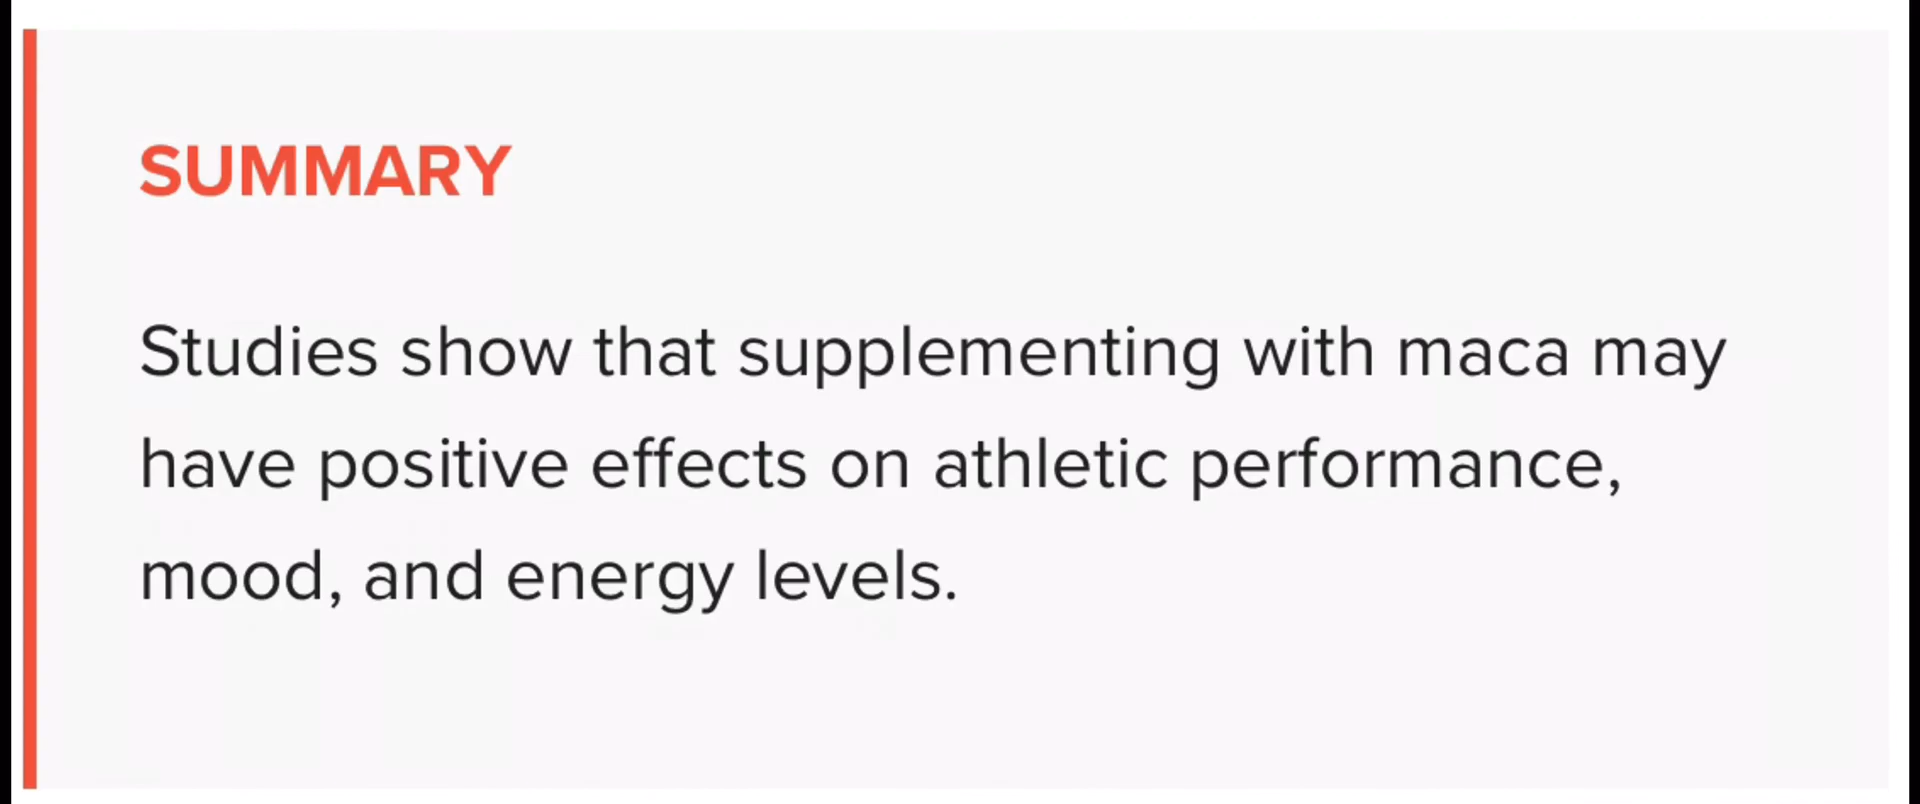 SUMMARY
Studies show that supplementing with maca may
have positive effects on athletic performance,
mood, and energy levels.